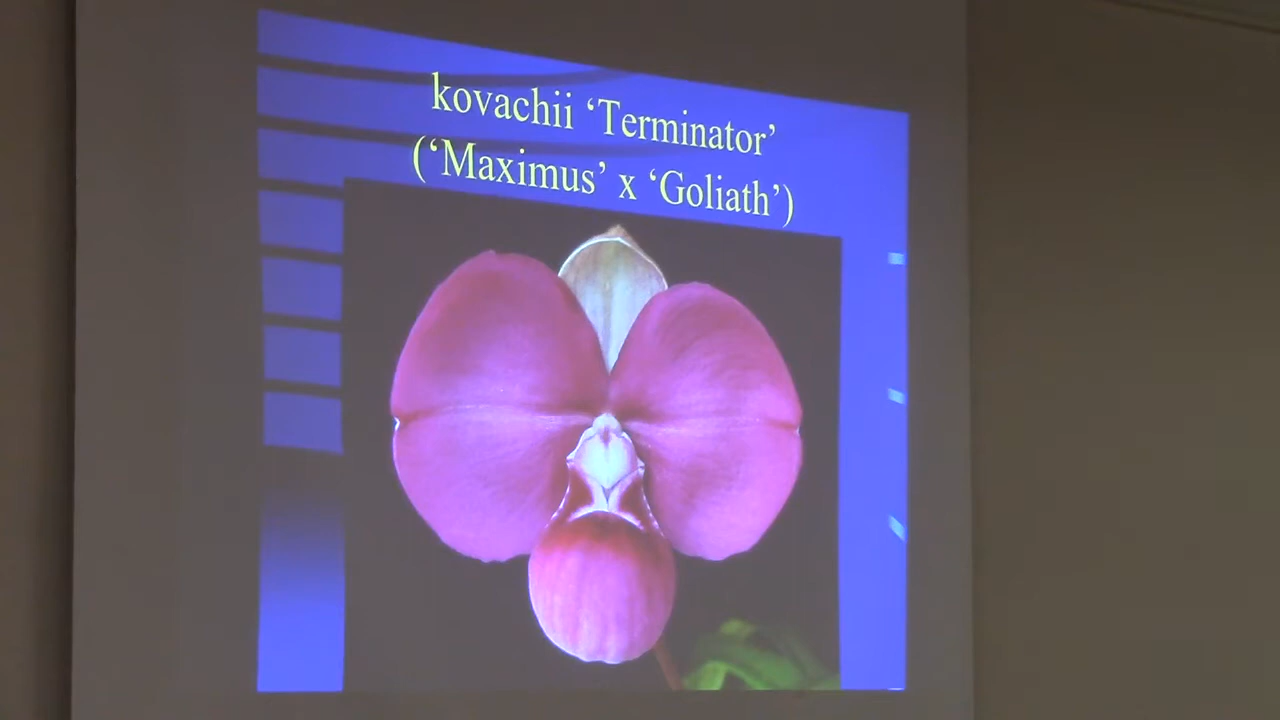 kovachii ‘Terminator’
(‘Maximus’ x ‘Goliath’)